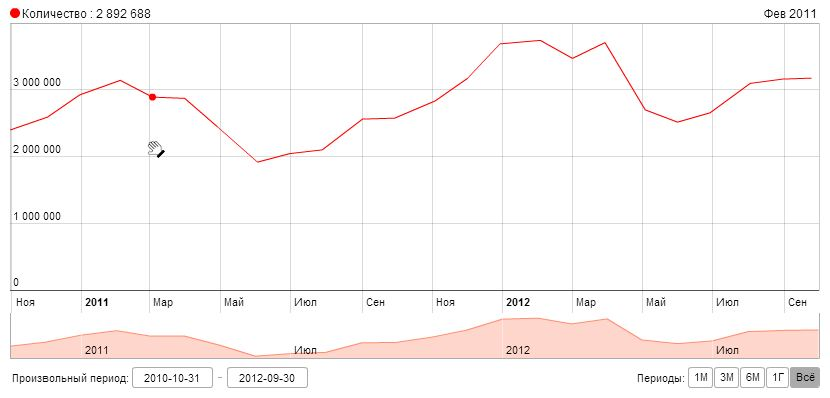 Количество : 2 892 688 Фев 2011
3 000 000
2 000 000
1 000 000
0
Ноя 2011 Мар Май Июл Сен Ноя 2012 Мар Май Июл Сен
2011 Июл 2012 Июл
Произвольный период: 2010-10-31 - 2012-09-30 Периоды: 1М 3М 6М 1Г Всё